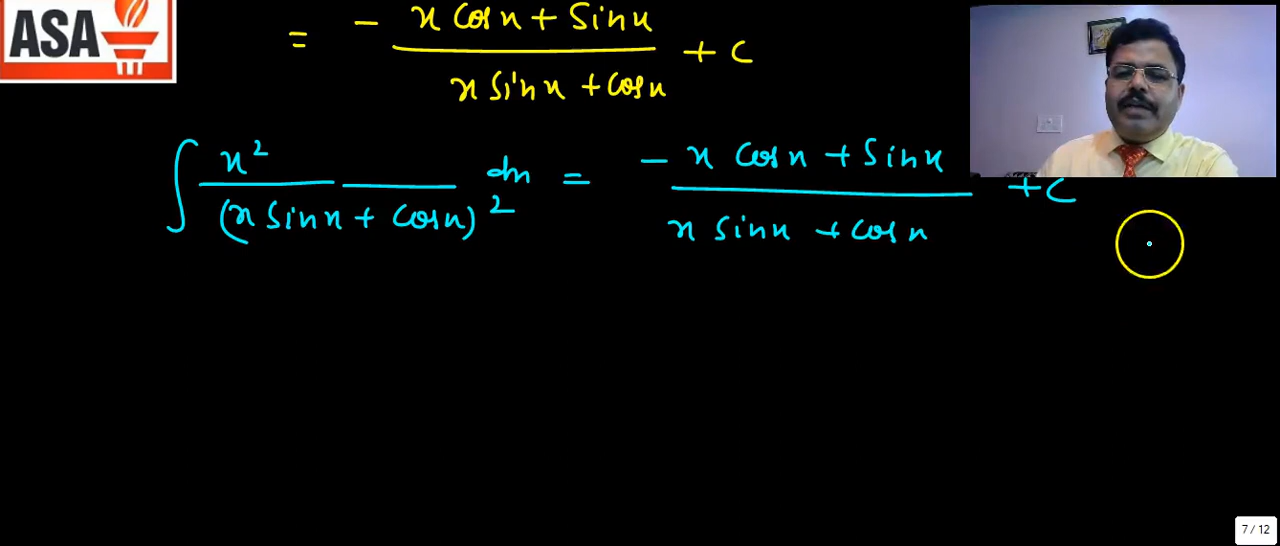 ASA
= - x cos x + sin x / x sin x + cos x + c
∫ x² / (x sin x + cos x)² dx = - x cos x + sin x / x sin x + cos x + c
7 / 12